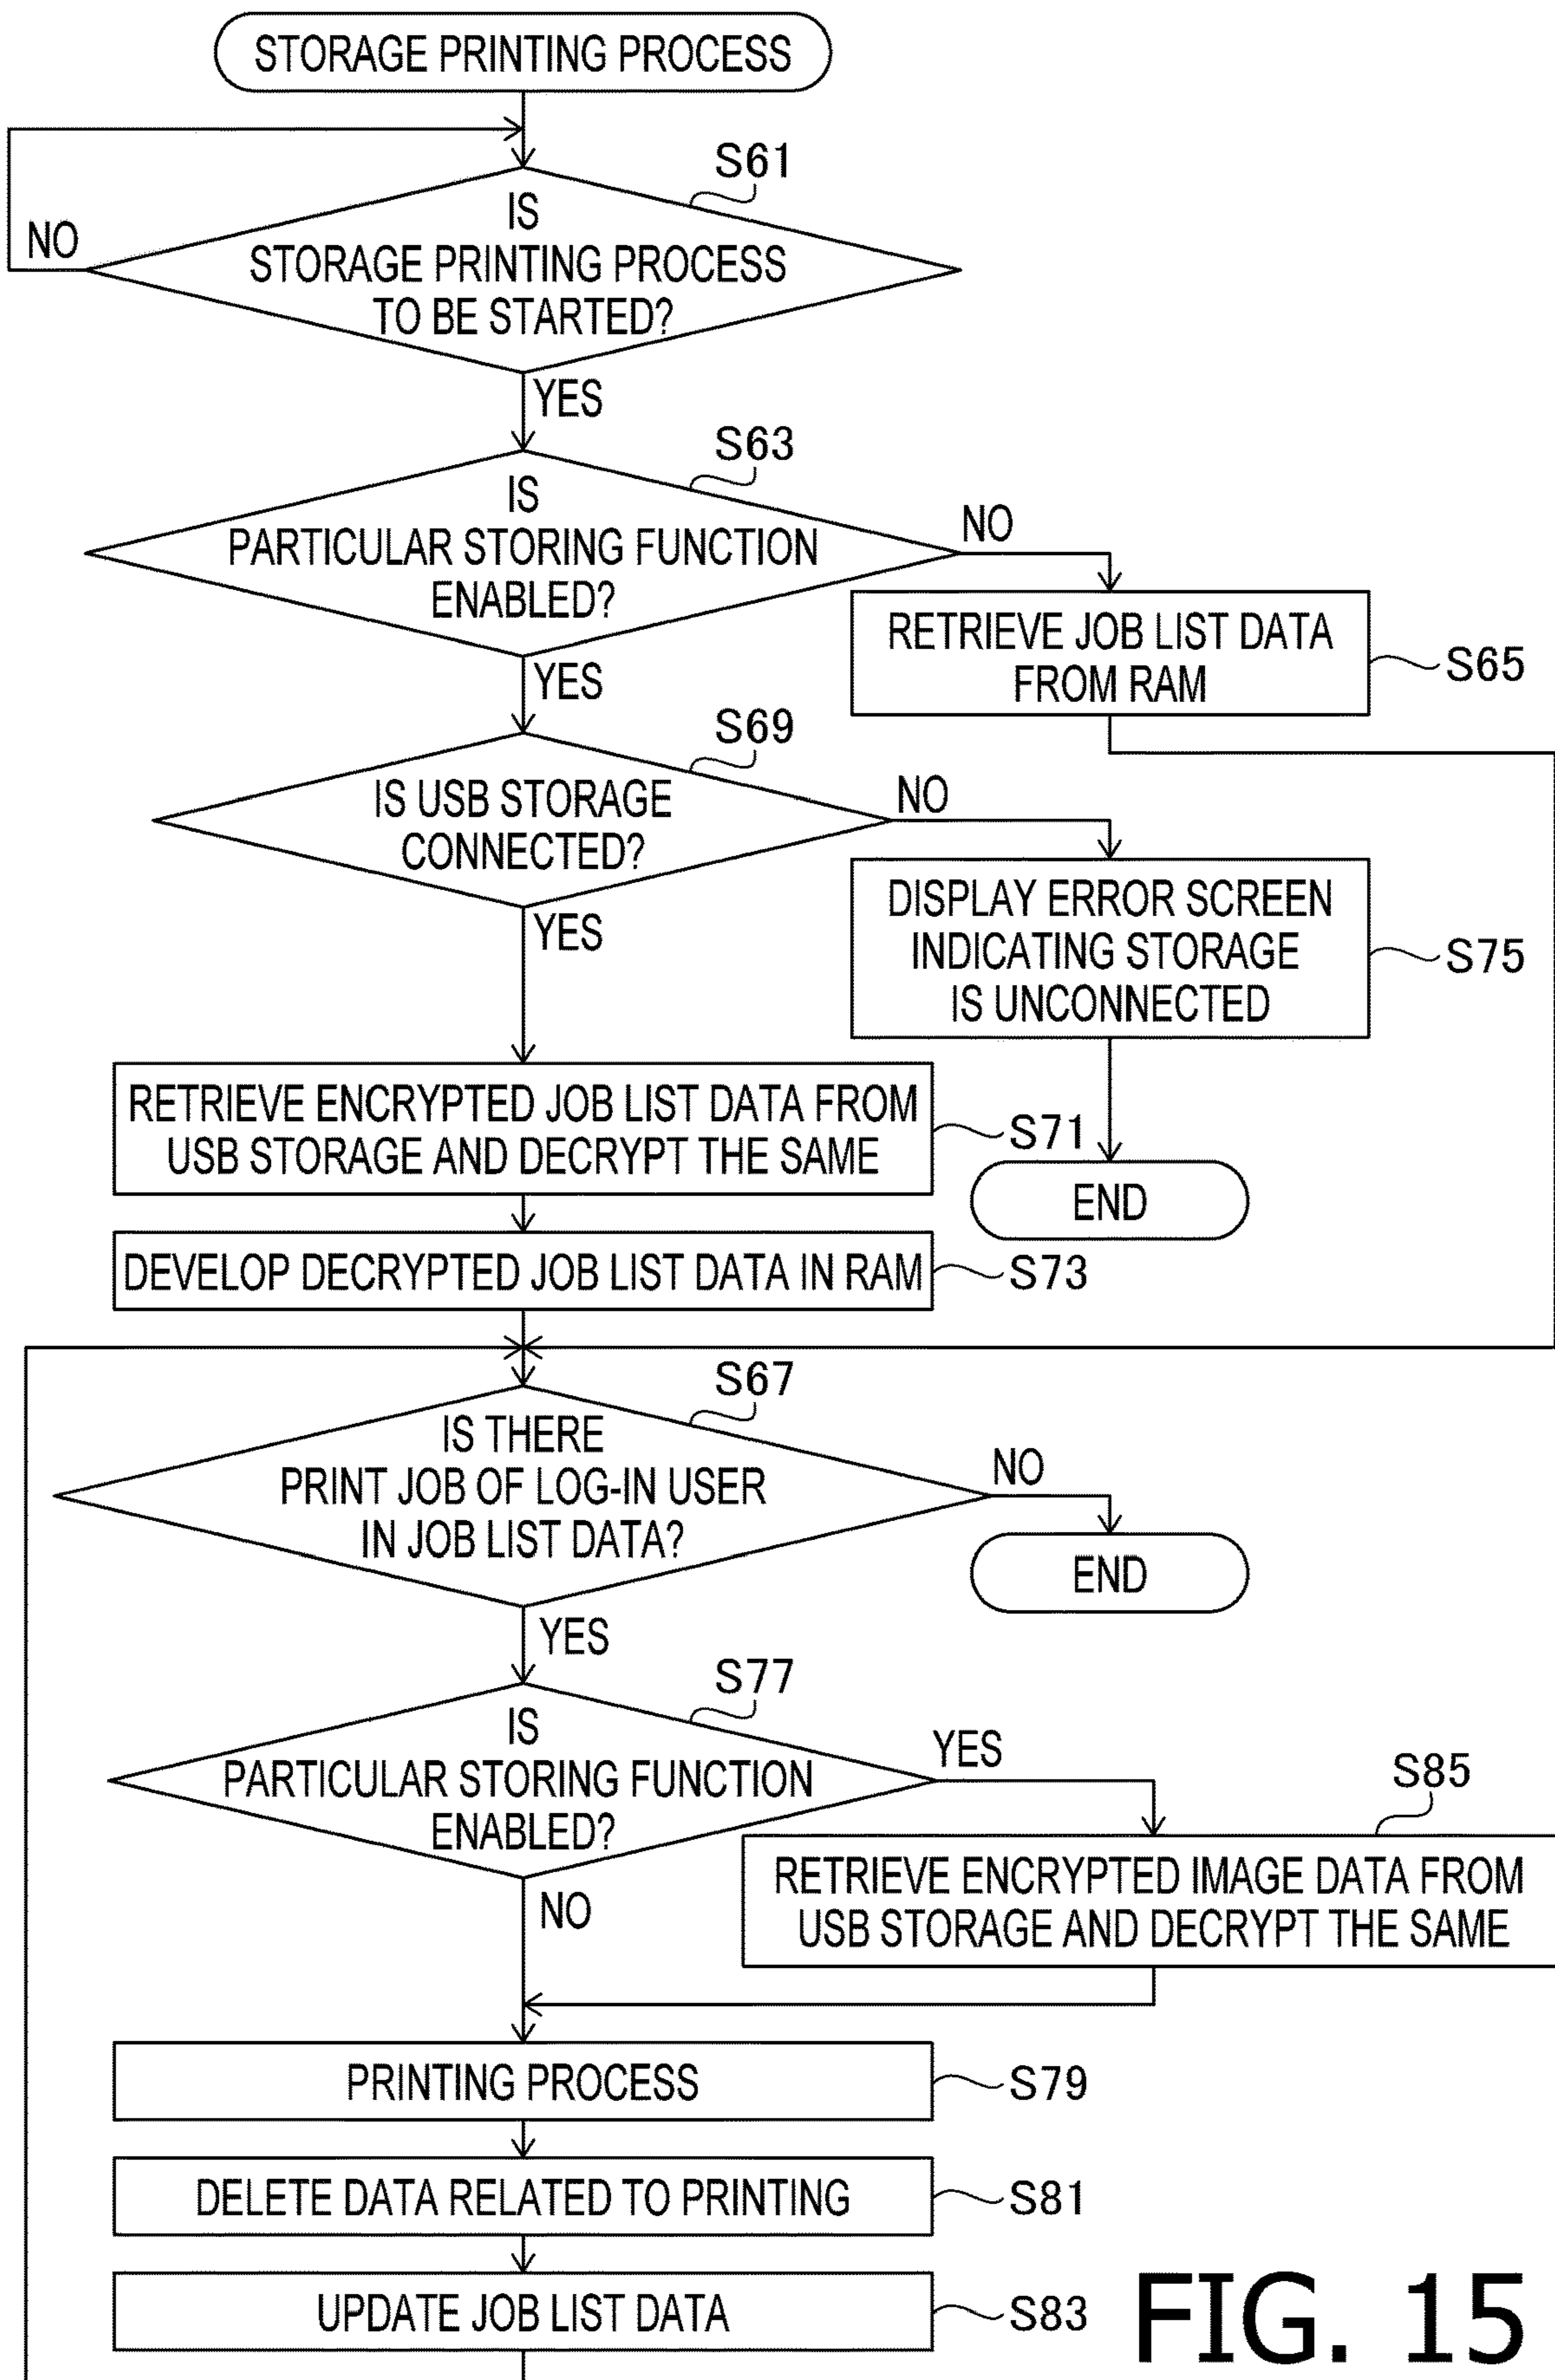 STORAGE PRINTING PROCESS
S61
IS
STORAGE PRINTING PROCESS
TO BE STARTED?
NO
YES
S63
IS
PARTICULAR STORING FUNCTION
ENABLED?
NO
RETRIEVE JOB LIST DATA
FROM RAM
S65
YES
S69
IS USB STORAGE
CONNECTED?
NO
DISPLAY ERROR SCREEN
INDICATING STORAGE
IS UNCONNECTED
S75
YES
END
RETRIEVE ENCRYPTED JOB LIST DATA FROM
USB STORAGE AND DECRYPT THE SAME
S71
DEVELOP DECRYPTED JOB LIST DATA IN RAM
S73
S67
IS THERE
PRINT JOB OF LOG-IN USER
IN JOB LIST DATA?
NO
END
YES
S77
IS
PARTICULAR STORING FUNCTION
ENABLED?
YES
S85
RETRIEVE ENCRYPTED IMAGE DATA FROM
USB STORAGE AND DECRYPT THE SAME
NO
PRINTING PROCESS
S79
DELETE DATA RELATED TO PRINTING
S81
UPDATE JOB LIST DATA
S83
FIG. 15